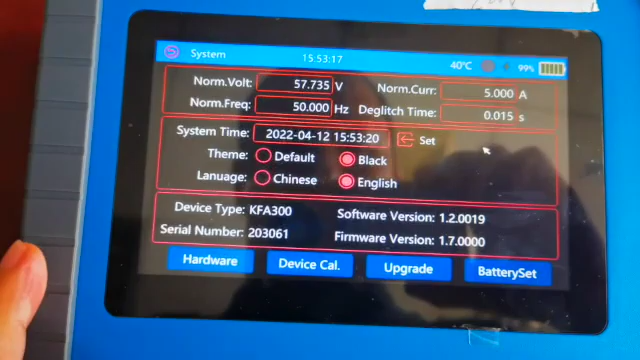 System 15:53:17 40℃ 99%
Norm.Volt: 57.735 V Norm.Curr: 5.000 A
Norm.Freq: 50.000 Hz Deglitch Time: 0.015 s
System Time: 2022-04-12 15:53:20 Set
Theme: Default Black
Lanuage: Chinese English
Device Type: KFA300 Software Version: 1.2.0019
Serial Number: 203061 Firmware Version: 1.7.0000
Hardware Device Cal. Upgrade BatterySet